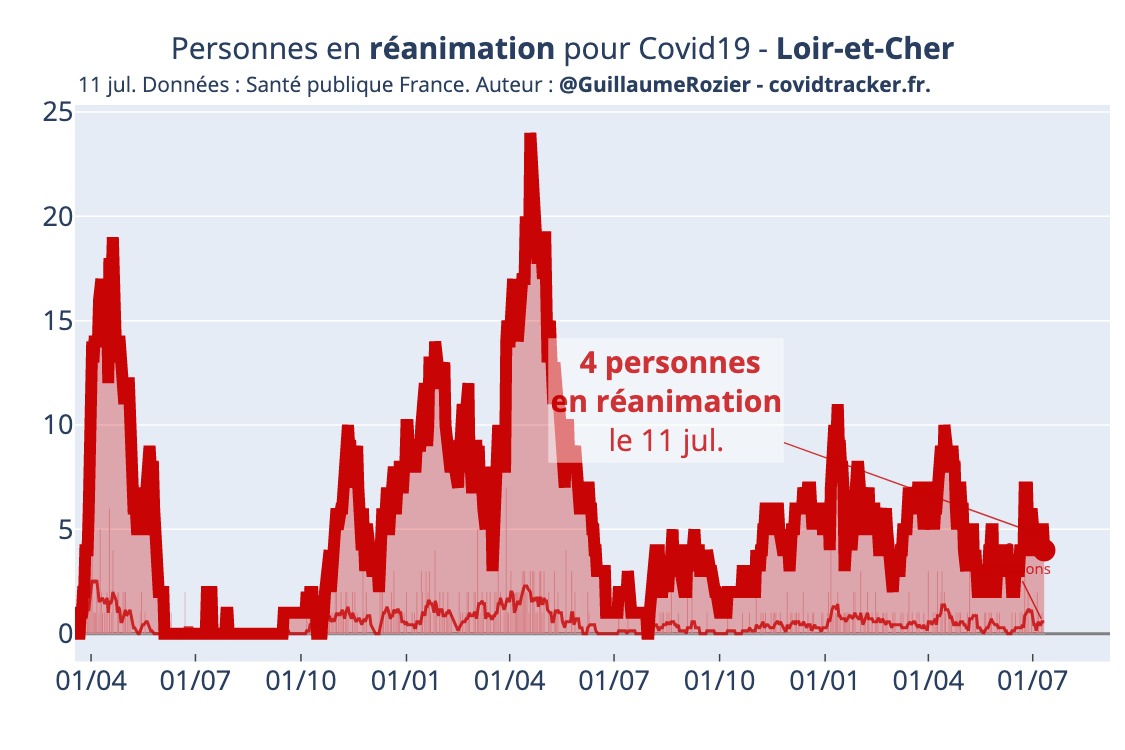 Personnes en réanimation pour Covid19 - Loir-et-Cher
11 jul. Données : Santé publique France. Auteur : @GuillaumeRozier - covidtracker.fr.
25
20
15
10
5
0
4 personnes
en réanimation
le 11 jul.
01/04 01/07 01/10 01/01 01/04 01/07 01/10 01/01 01/04 01/07